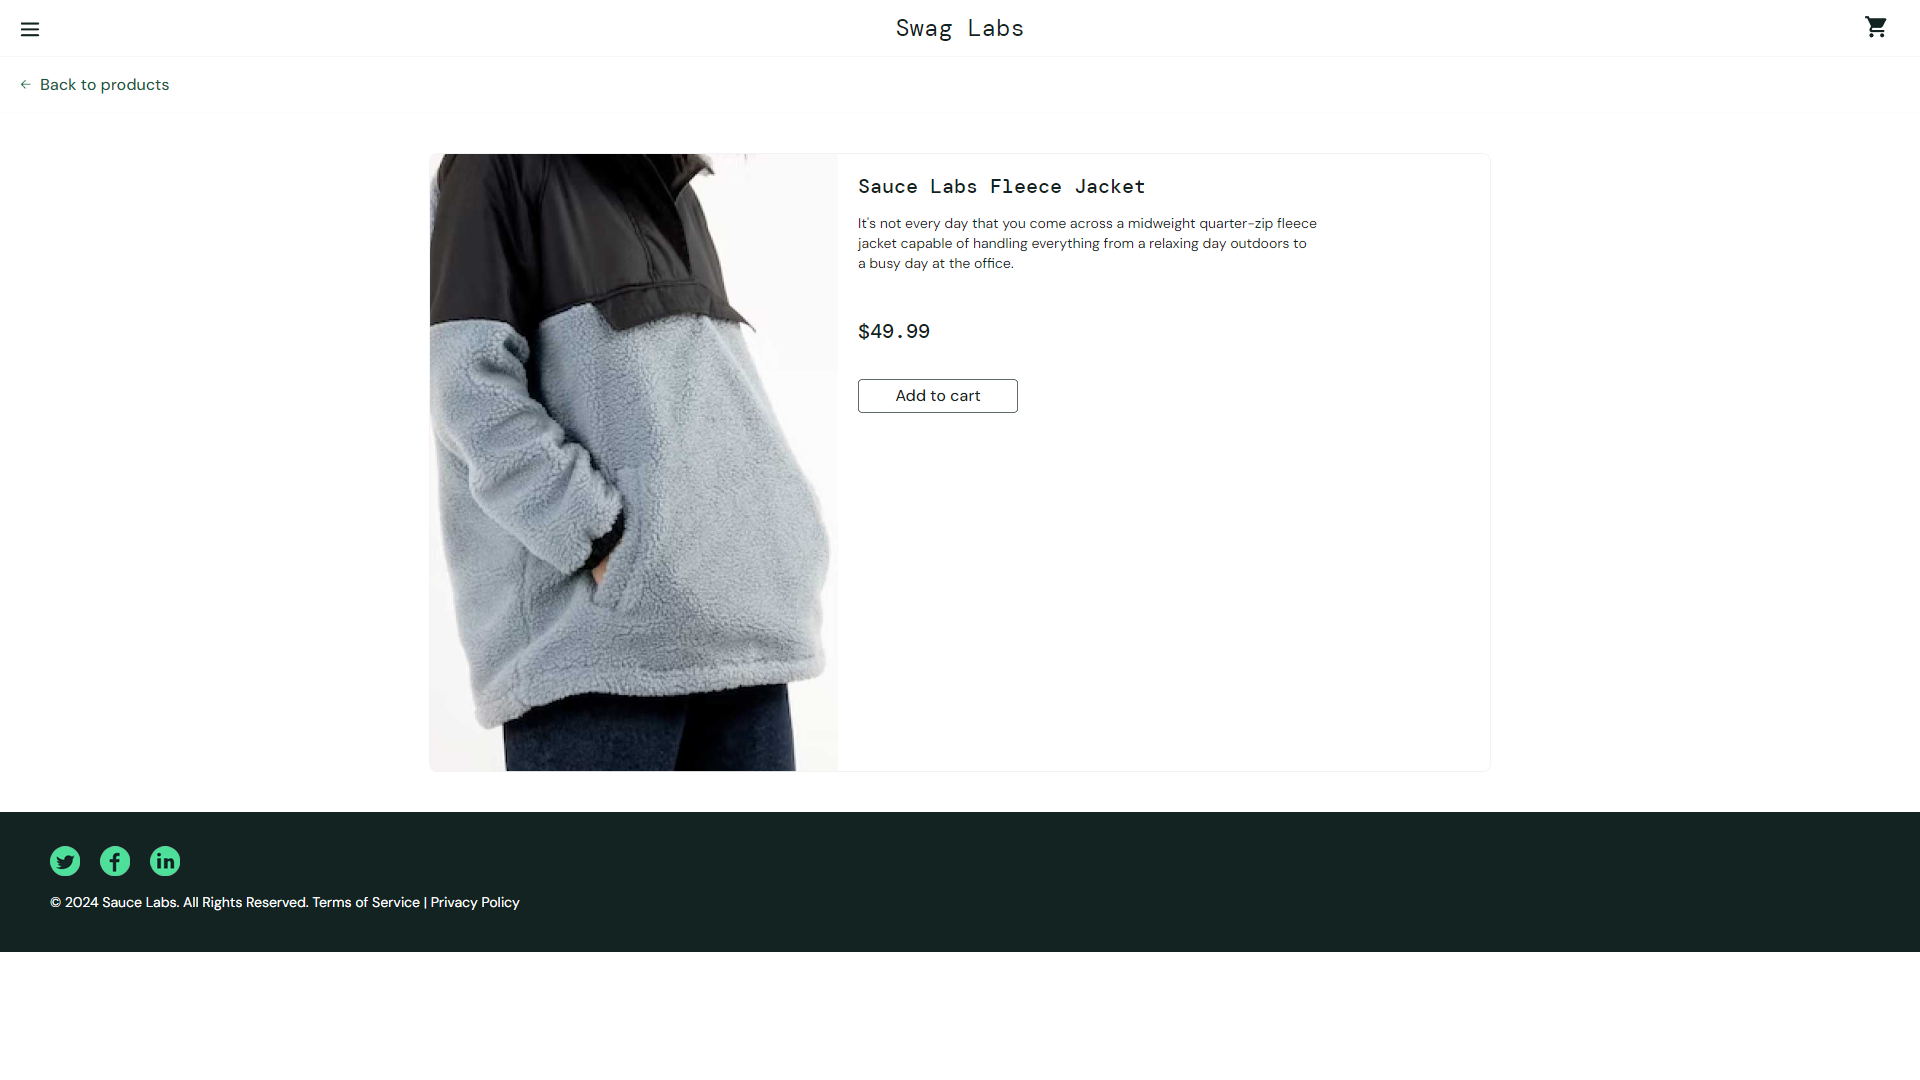 Swag Labs
Back to products
Sauce Labs Fleece Jacket
It's not every day that you come across a midweight quarter-zip fleece
jacket capable of handling everything from a relaxing day outdoors to
a busy day at the office.
$49.99
Add to cart
© 2024 Sauce Labs. All Rights Reserved. Terms of Service | Privacy Policy